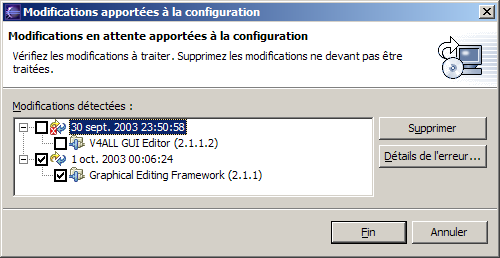 Modifications apportées à la configuration
Modifications en attente apportées à la configuration
Vérifiez les modifications à traiter. Supprimez les modifications ne devant pas être
traitées.
Modifications détectées :
30 sept. 2003 23:50:58
V4ALL GUI Editor (2.1.1.2)
1 oct. 2003 00:06:24
Graphical Editing Framework (2.1.1)
Supprimer
Détails de l'erreur...
Fin
Annuler